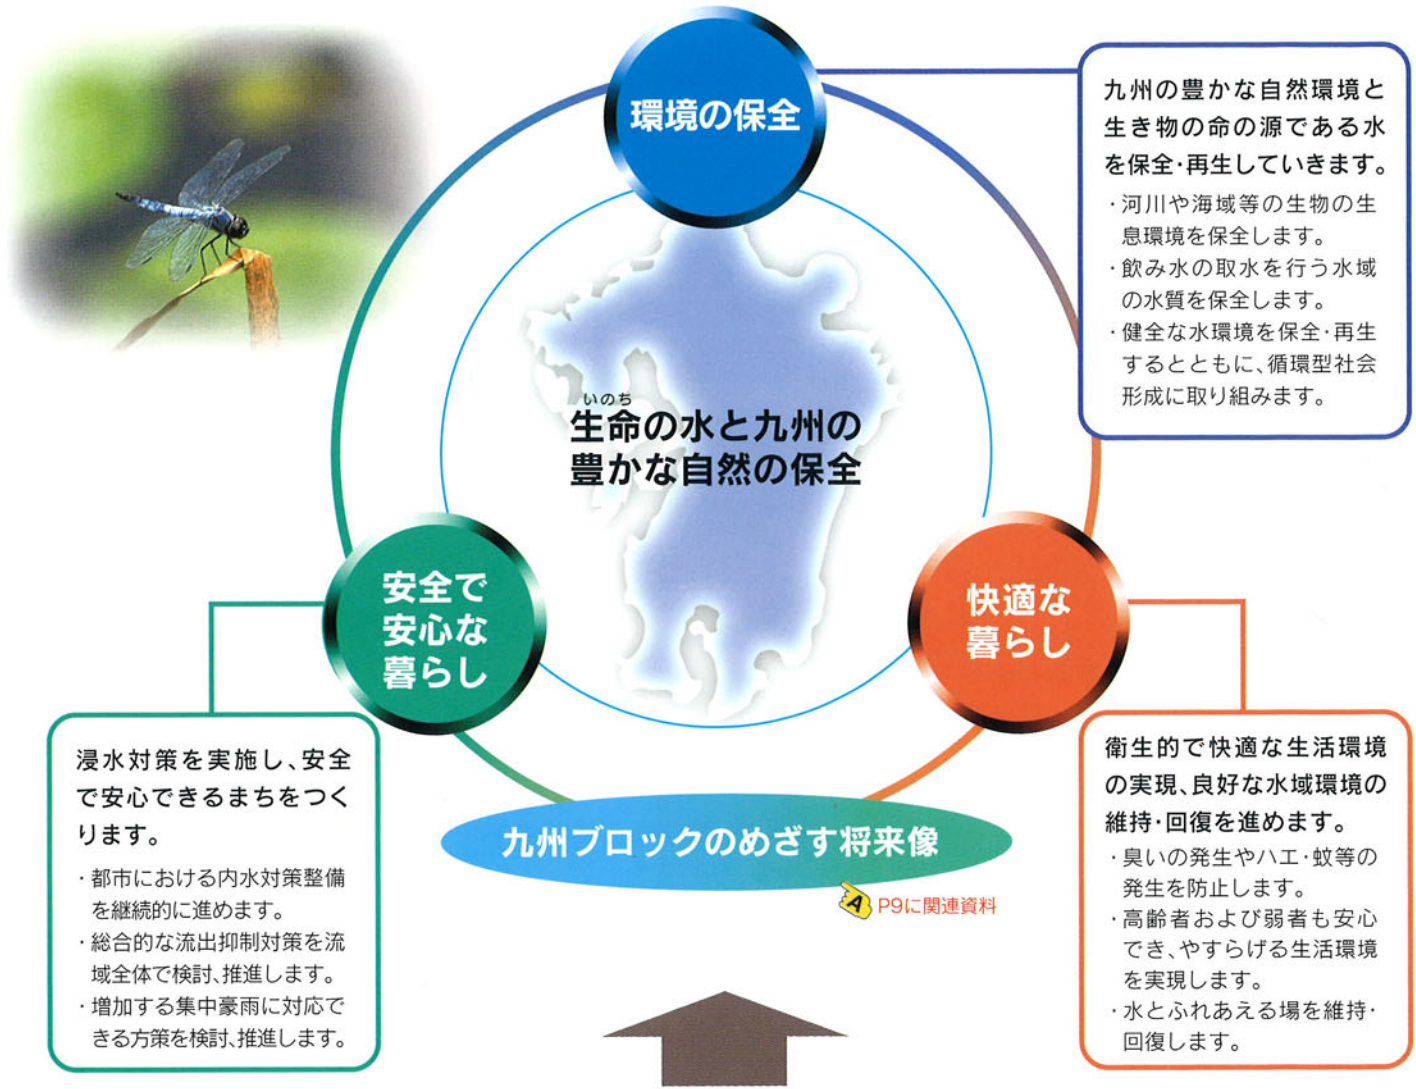 環境の保全
九州の豊かな自然環境と
生き物の命の源である水
を保全・再生していきます。
・河川や海域等の生物の生
息環境を保全します。
・飲み水の取水を行う水域
の水質を保全します。
・健全な水環境を保全・再生
するとともに、循環型社会
形成に取り組みます。
いのち
生命の水と九州の
豊かな自然の保全
安全で
安心な
暮らし
快適な
暮らし
浸水対策を実施し、安全
で安心できるまちをつく
ります。
・都市における内水対策整備
を継続的に進めます。
・総合的な流出抑制対策を流
域全体で検討、推進します。
・増加する集中豪雨に対応で
きる方策を検討、推進します。
衛生的で快適な生活環境
の実現、良好な水域環境の
維持・回復を進めます。
・臭いの発生やハエ・蚊等の
発生を防止します。
・高齢者および弱者も安心
でき、やすらげる生活環境
を実現します。
・水とふれあえる場を維持・
回復します。
九州ブロックのめざす将来像
A P9に関連資料